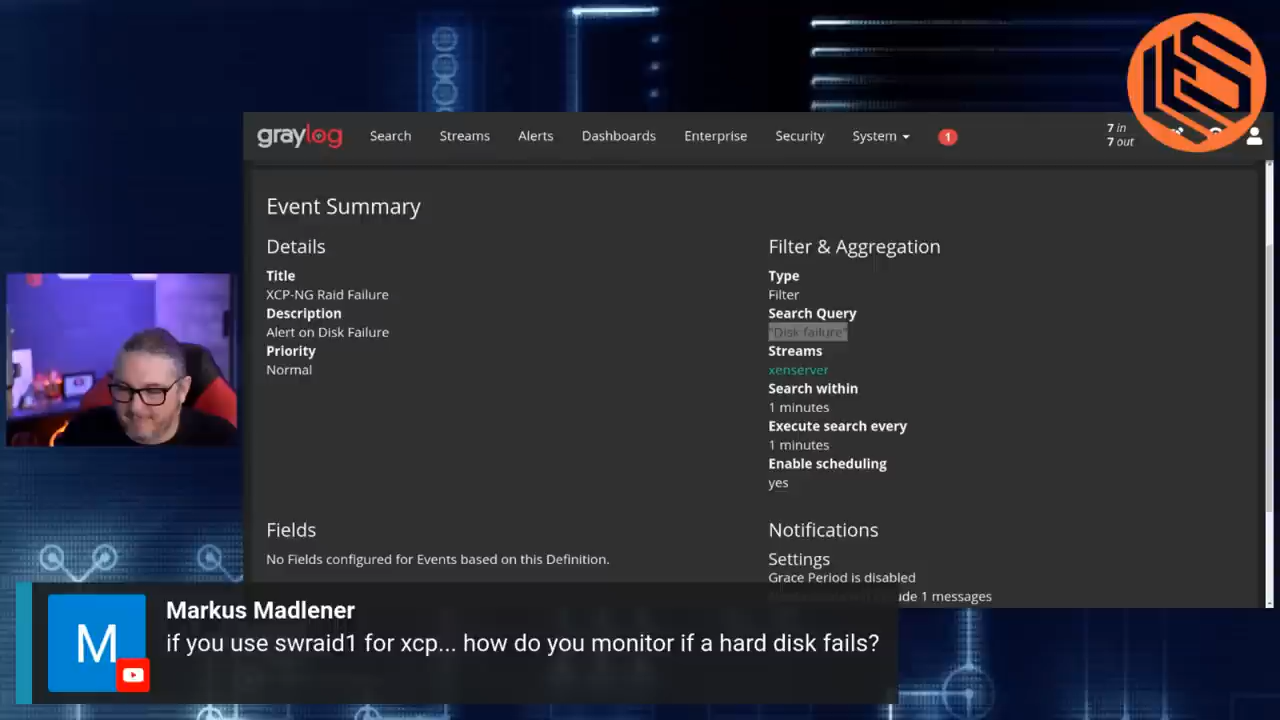 graylog Search Streams Alerts Dashboards Enterprise Security System 1 7 in
7 out
Event Summary
Details
Title
XCP-NG Raid Failure
Description
Alert on Disk Failure
Priority
Normal
Filter & Aggregation
Type
Filter
Search Query
"Disk failure"
Streams
xenserver
Search within
1 minutes
Execute search every
1 minutes
Enable scheduling
yes
Fields
No Fields configured for Events based on this Definition.
Notifications
Settings
Grace Period is disabled
1 messages
M
Markus Madlener
if you use swraid1 for xcp... how do you monitor if a hard disk fails?